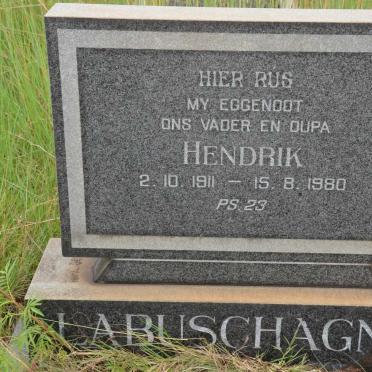 HIER RUS
MY EGGENOOT
ONS VADER EN OUPA
HENDRIK
2.10.1911 – 15.8.1980
PS.23
LABUSCHAGN